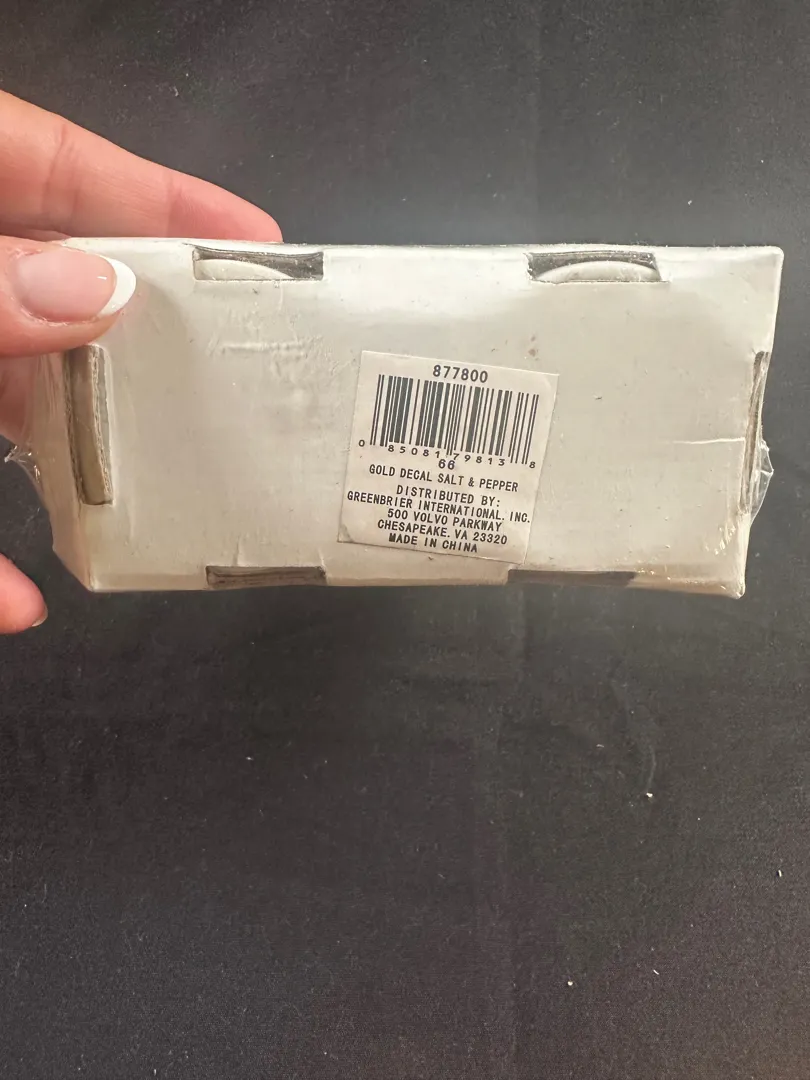 877800
0 85081 79813 8
66
GOLD DECAL SALT & PEPPER
DISTRIBUTED BY:
GREENBRIER INTERNATIONAL, INC.
500 VOLVO PARKWAY
CHESAPEAKE, VA 23320
MADE IN CHINA